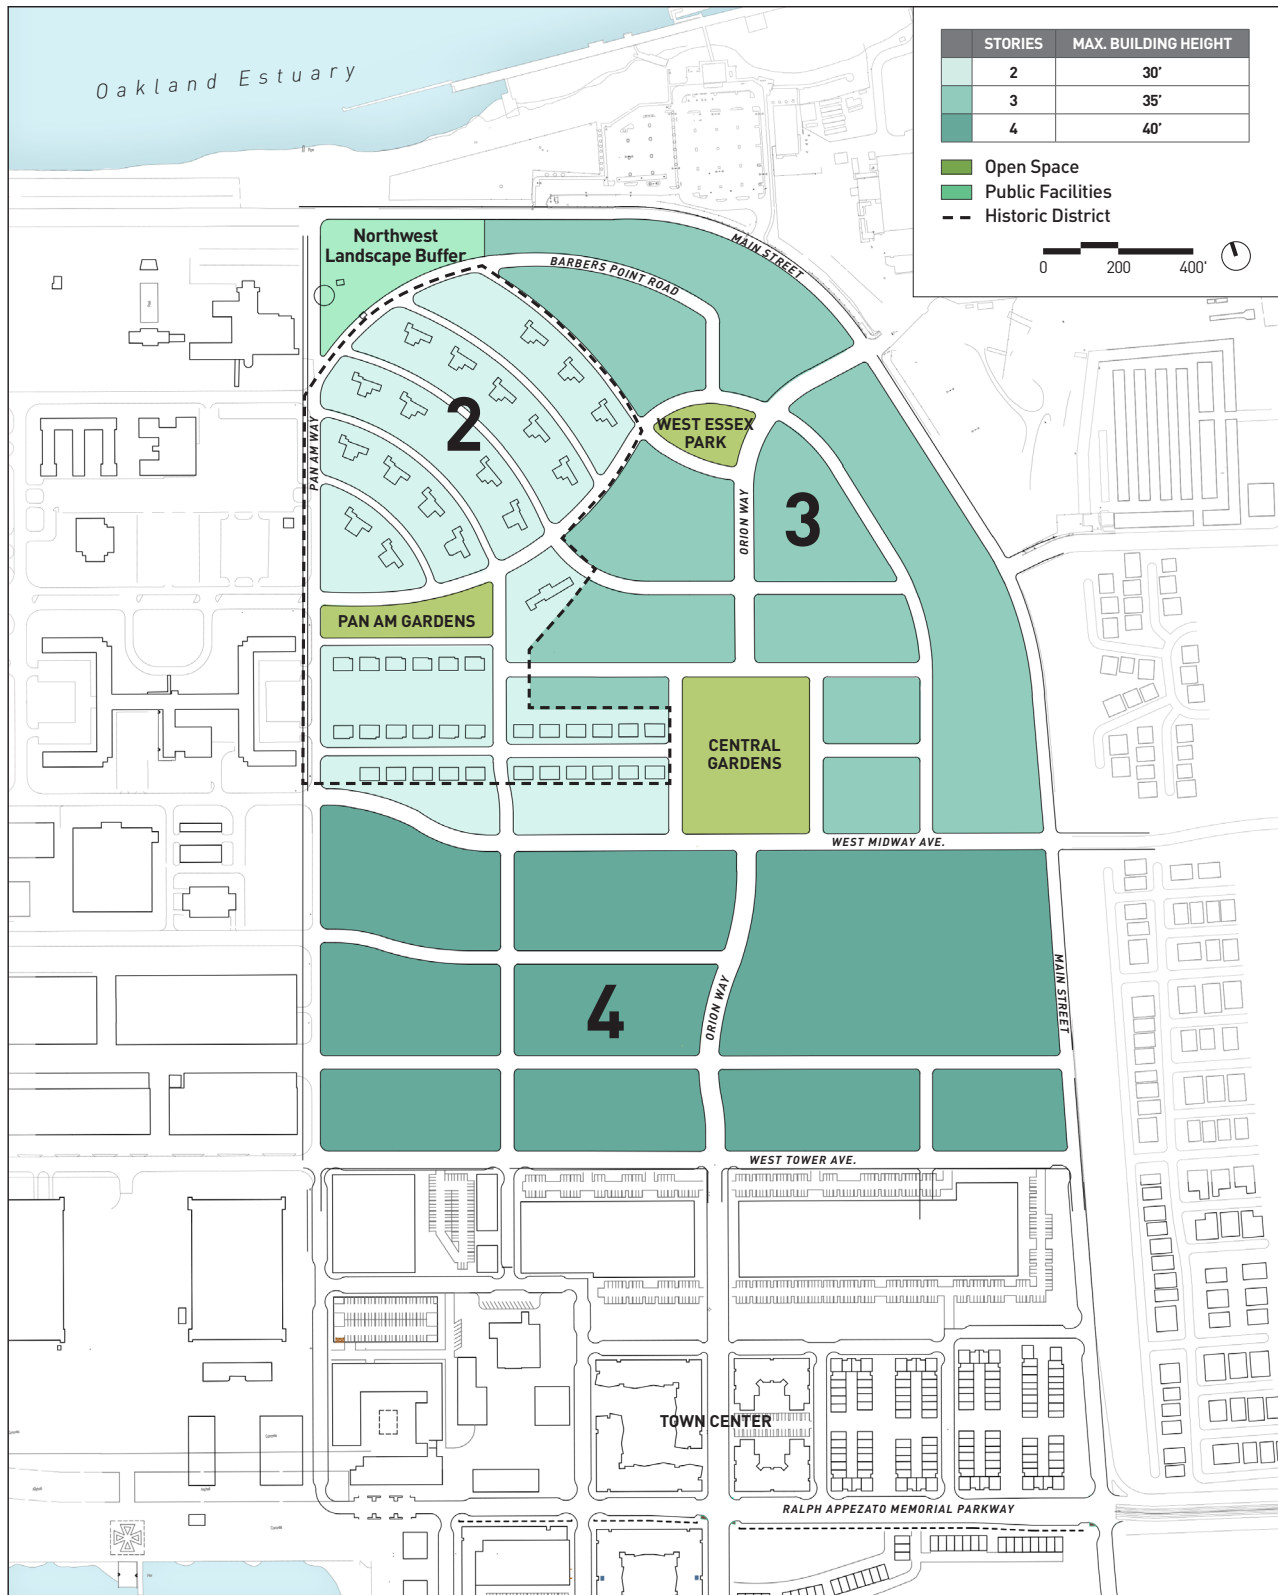 Oakland Estuary
STORIES MAX. BUILDING HEIGHT
2 30'
3 35'
4 40'
Open Space
Public Facilities
Historic District
0 200 400'
Northwest
Landscape Buffer
MAIN STREET
BARBERS POINT ROAD
2
WEST ESSEX
PARK
PAN AM WAY
ORION WAY
3
PAN AM GARDENS
CENTRAL
GARDENS
WEST MIDWAY AVE.
MAIN STREET
4
ORION WAY
WEST TOWER AVE.
TOWN CENTER
RALPH APPEZATO MEMORIAL PARKWAY